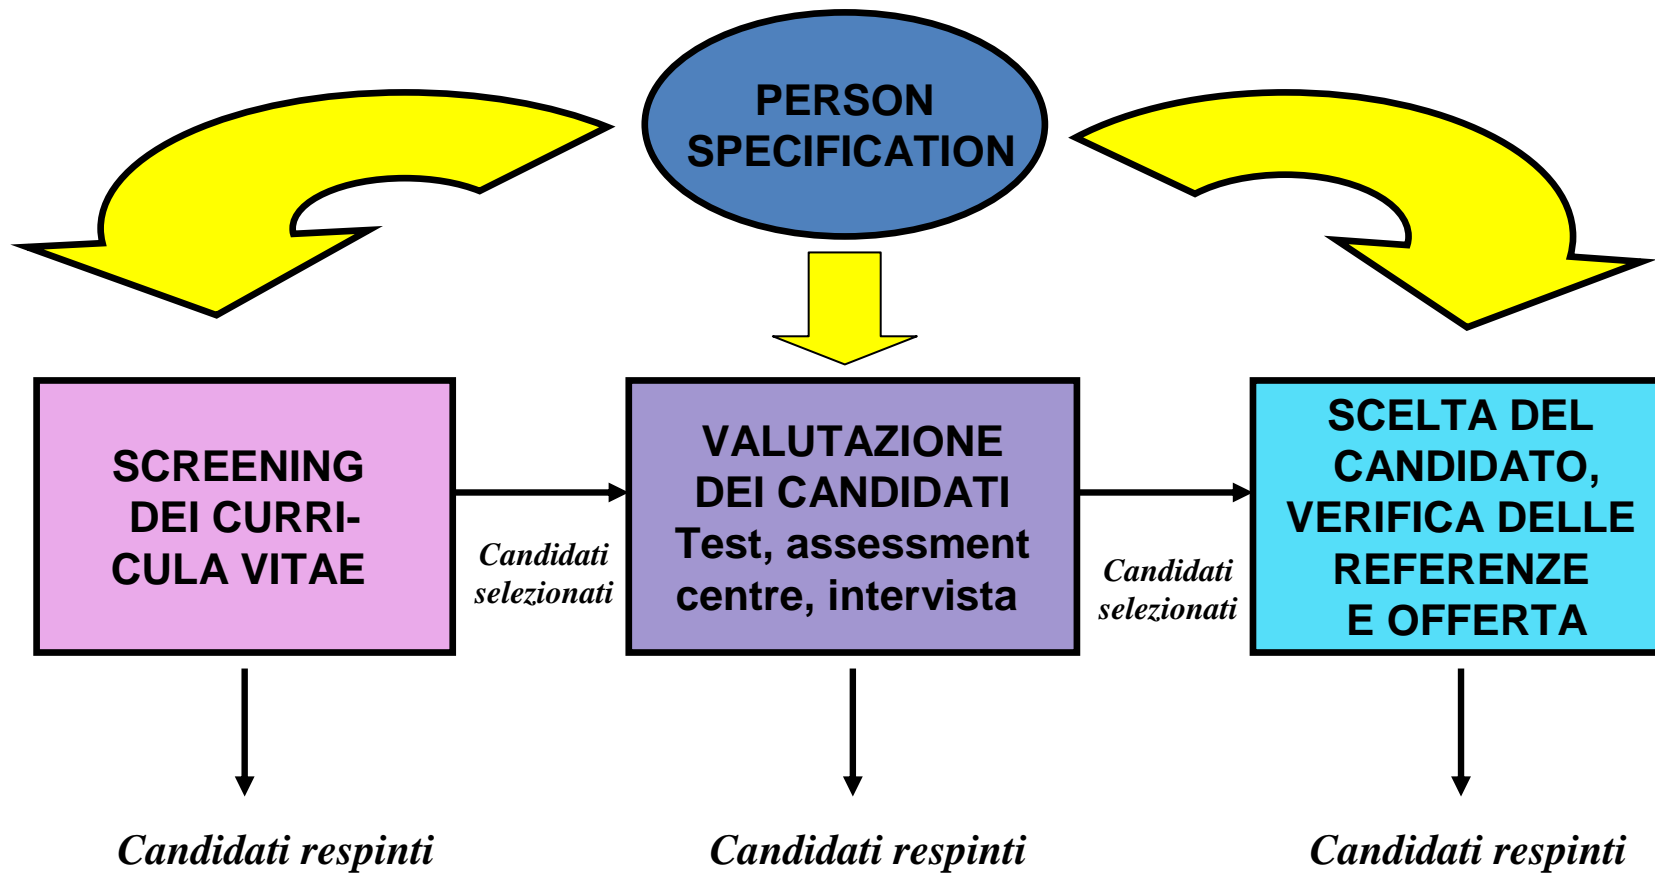 PERSON
SPECIFICATION
SCREENING
DEI CURRI-
CULA VITAE
Candidati
selezionati
VALUTAZIONE
DEI CANDIDATI
Test, assessment
centre, intervista
Candidati
selezionati
SCELTA DEL
CANDIDATO,
VERIFICA DELLE
REFERENZE
E OFFERTA
Candidati respinti
Candidati respinti
Candidati respinti